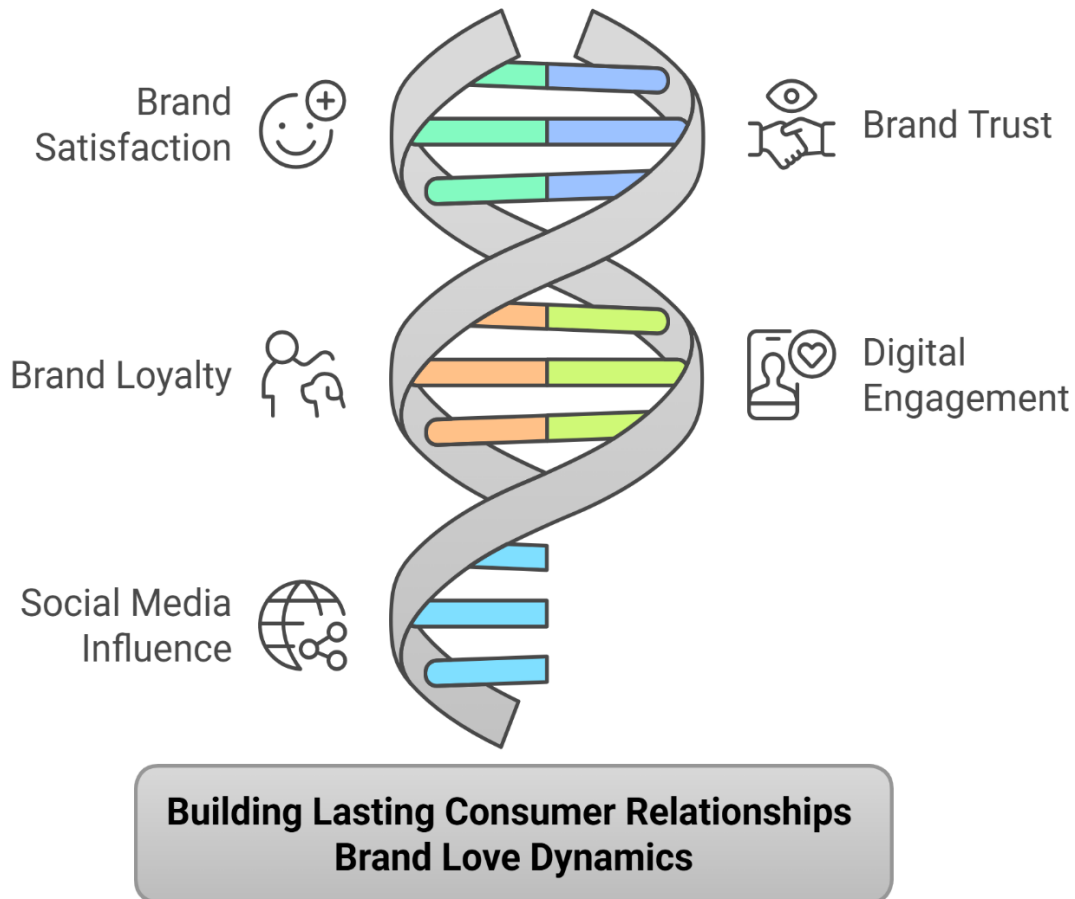 Brand
Satisfaction
Brand Trust
Brand Loyalty
Digital
Engagement
Social Media
Influence
Building Lasting Consumer Relationships
Brand Love Dynamics